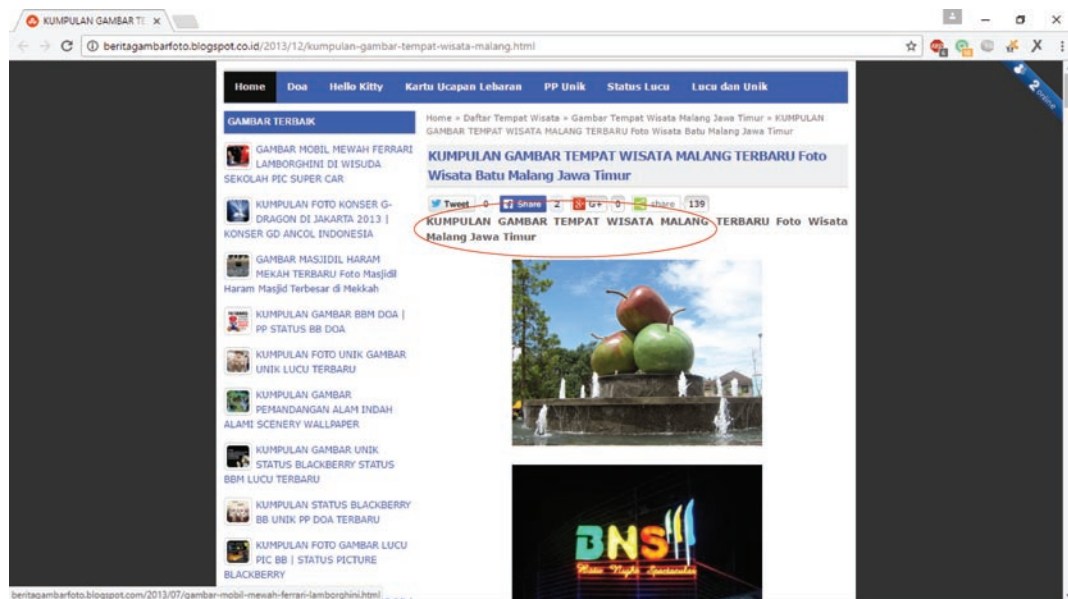 KUMPULAN GAMBAR TE
beritagambarfoto.blogspot.co.id/2013/12/kumpulan-gambar-tempat-wisata-malang.html
2 online
Home Doa Hello Kitty Kartu Ucapan Lebaran PP Unik Status Lucu Lucu dan Unik
GAMBAR TERBAIK
GAMBAR MOBIL MEWAH FERRARI
LAMBORGHINI DI WISUDA
SEKOLAH PIC SUPER CAR
KUMPULAN FOTO KONSER G-
DRAGON DI JAKARTA 2013 |
KONSER GD ANCOL INDONESIA
GAMBAR MASJIDIL HARAM
MEKAH TERBARU Foto Masjidil
Haram Masjid Terbesar di Mekkah
KUMPULAN GAMBAR BBM DOA |
PP STATUS BB DOA
KUMPULAN FOTO UNIK GAMBAR
UNIK LUCU TERBARU
KUMPULAN GAMBAR
PEMANDANGAN ALAM INDAH
ALAMI SCENERY WALLPAPER
KUMPULAN GAMBAR UNIK
STATUS BLACKBERRY STATUS
BBM LUCU TERBARU
KUMPULAN STATUS BLACKBERRY
BB UNIK PP DOA TERBARU
KUMPULAN FOTO GAMBAR LUCU
PIC BB | STATUS PICTURE
BLACKBERRY
Home » Daftar Tempat Wisata » Gambar Tempat Wisata Malang Jawa Timur » KUMPULAN
GAMBAR TEMPAT WISATA MALANG TERBARU Foto Wisata Batu Malang Jawa Timur
KUMPULAN GAMBAR TEMPAT WISATA MALANG TERBARU Foto
Wisata Batu Malang Jawa Timur
Tweet 0 Share 2 G+ 0 share 139
KUMPULAN GAMBAR TEMPAT WISATA MALANG TERBARU Foto Wisata
Malang Jawa Timur
BNS
Batu Night Spectacular
beritagambarfoto.blogspot.com/2013/07/gambar-mobil-mewah-ferrari-lamborghini.html